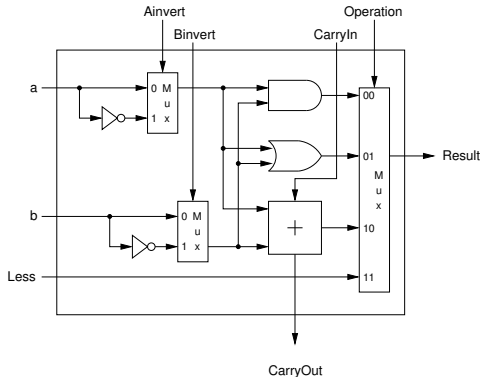 Ainvert
Operation
Binvert
CarryIn
a
0 M
u
1 x
00
01
Result
M
u
x
b
0 M
u
1 x
+
10
Less
11
CarryOut